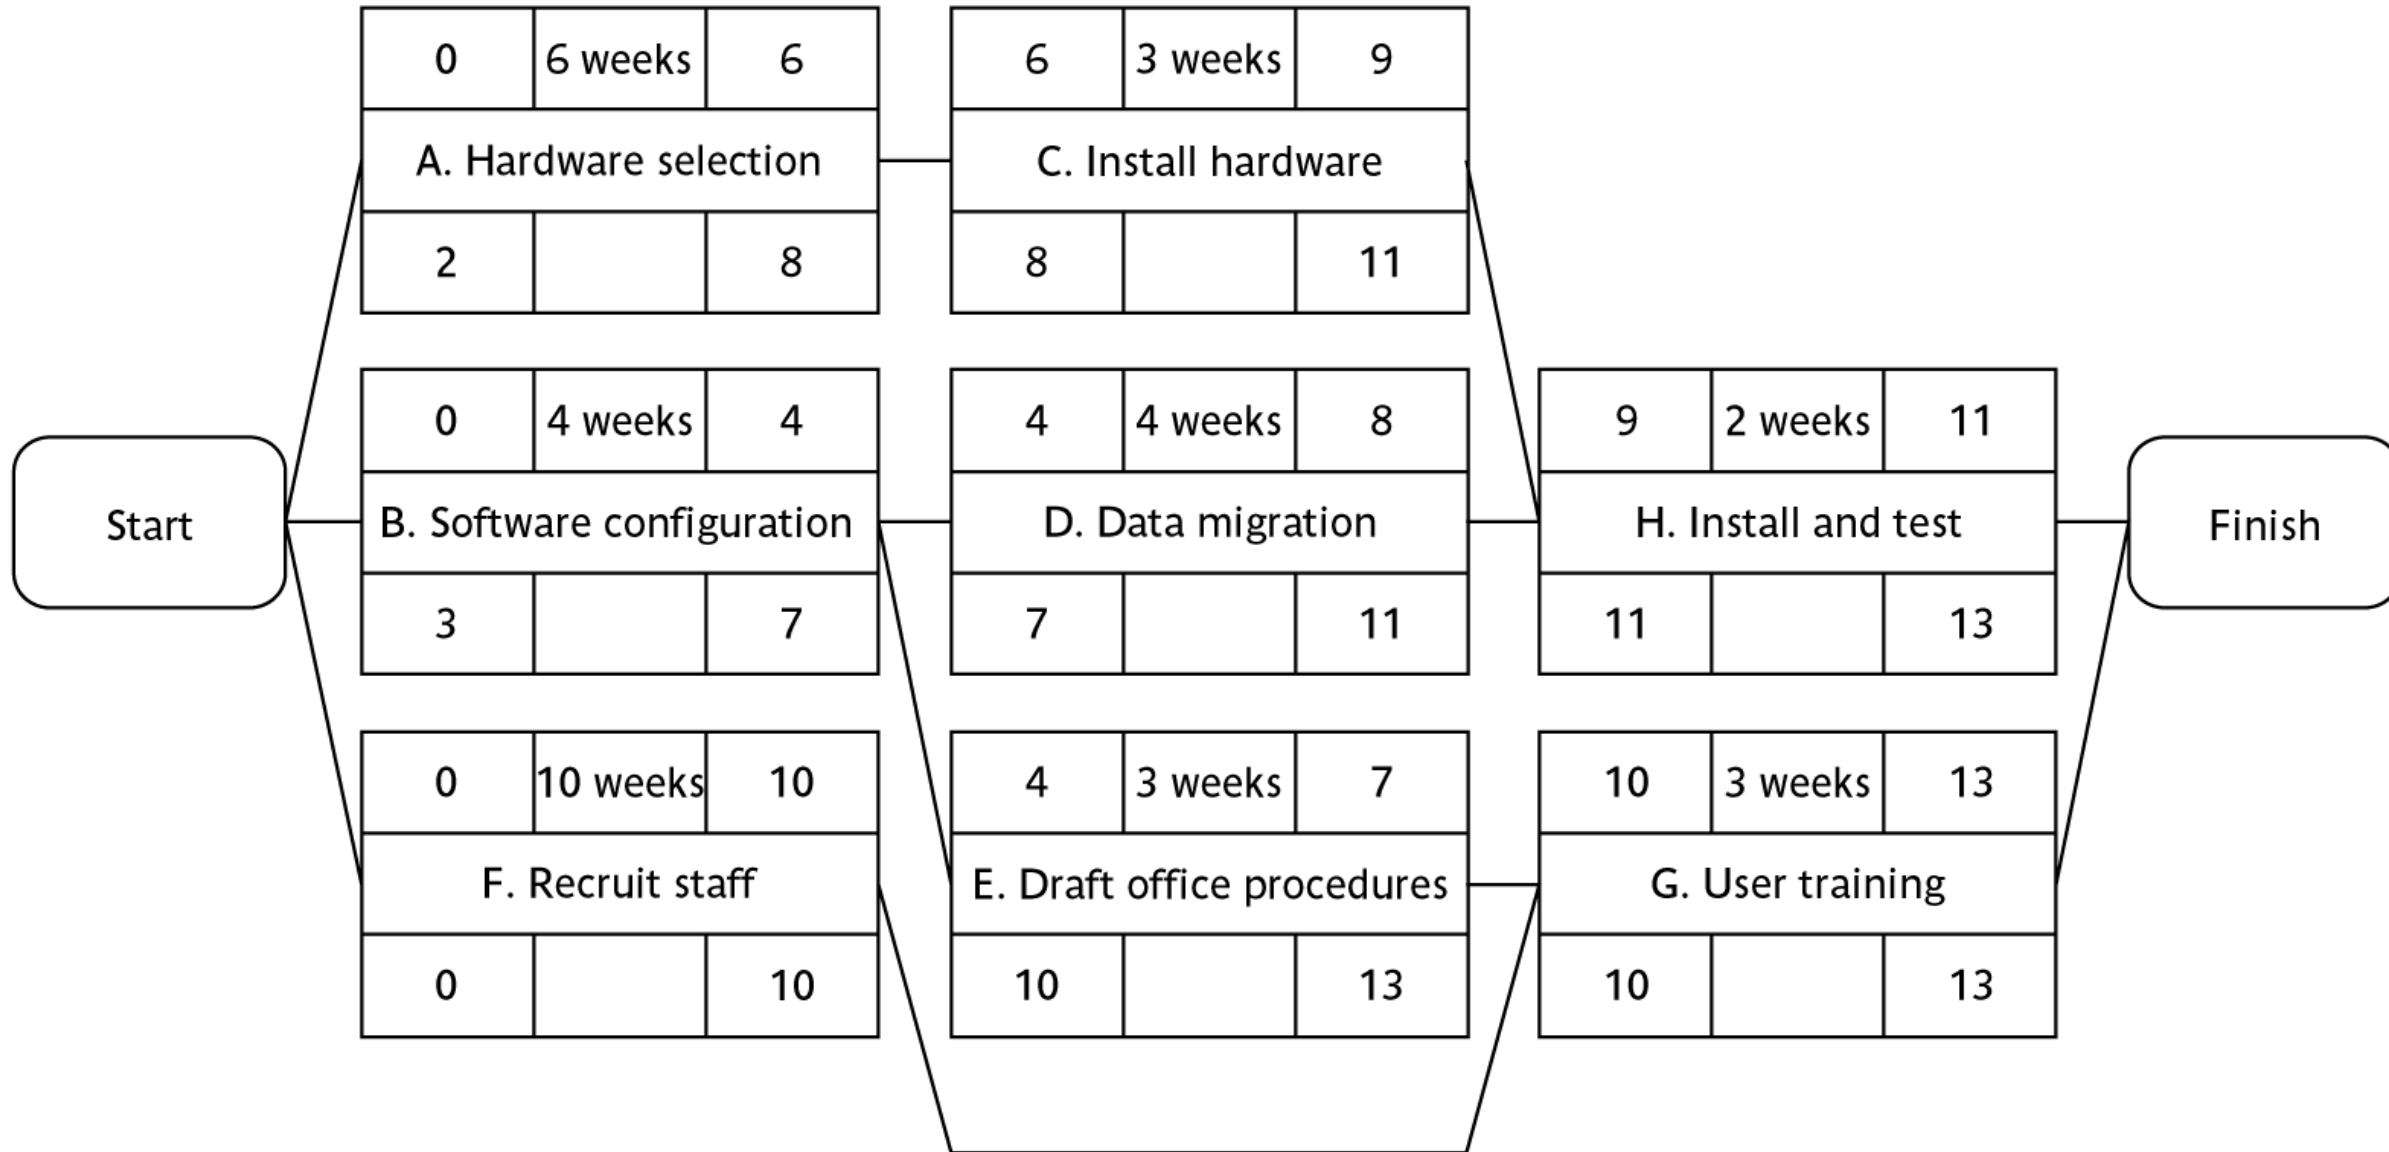 0 6 weeks 6
A. Hardware selection
2 8
6 3 weeks 9
C. Install hardware
8 11
Start
0 4 weeks 4
B. Software configuration
3 7
4 4 weeks 8
D. Data migration
7 11
9 2 weeks 11
H. Install and test
11 13
Finish
0 10 weeks 10
F. Recruit staff
0 10
4 3 weeks 7
E. Draft office procedures
10 13
10 3 weeks 13
G. User training
10 13